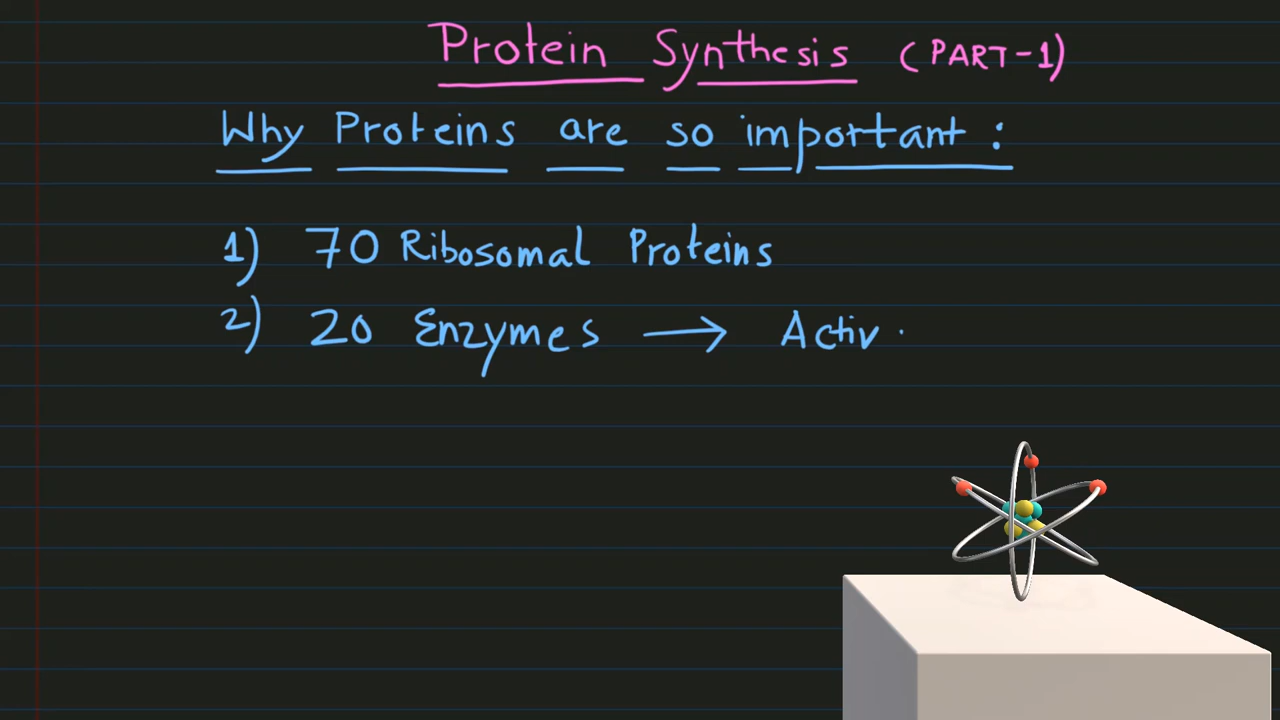 Protein Synthesis (PART-1)
Why Proteins are so important :
1) 70 Ribosomal Proteins
2) 20 Enzymes → Activ